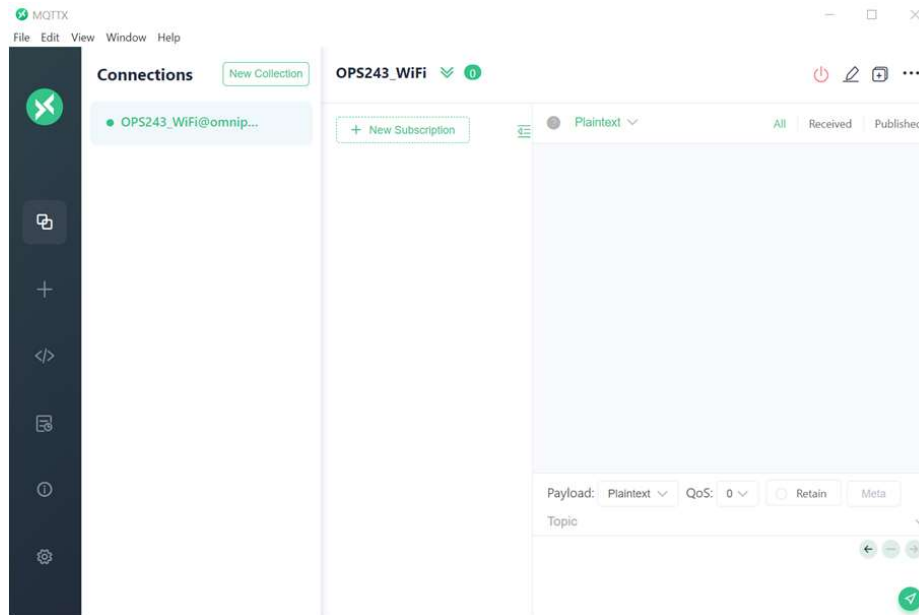 MQTTX
File Edit View Window Help
Connections
New Collection
OPS243_WiFi 0
OPS243_WiFi@omnip...
+ New Subscription
Plaintext
All Received Published
</>
Payload: Plaintext QoS: 0 Retain Meta
Topic